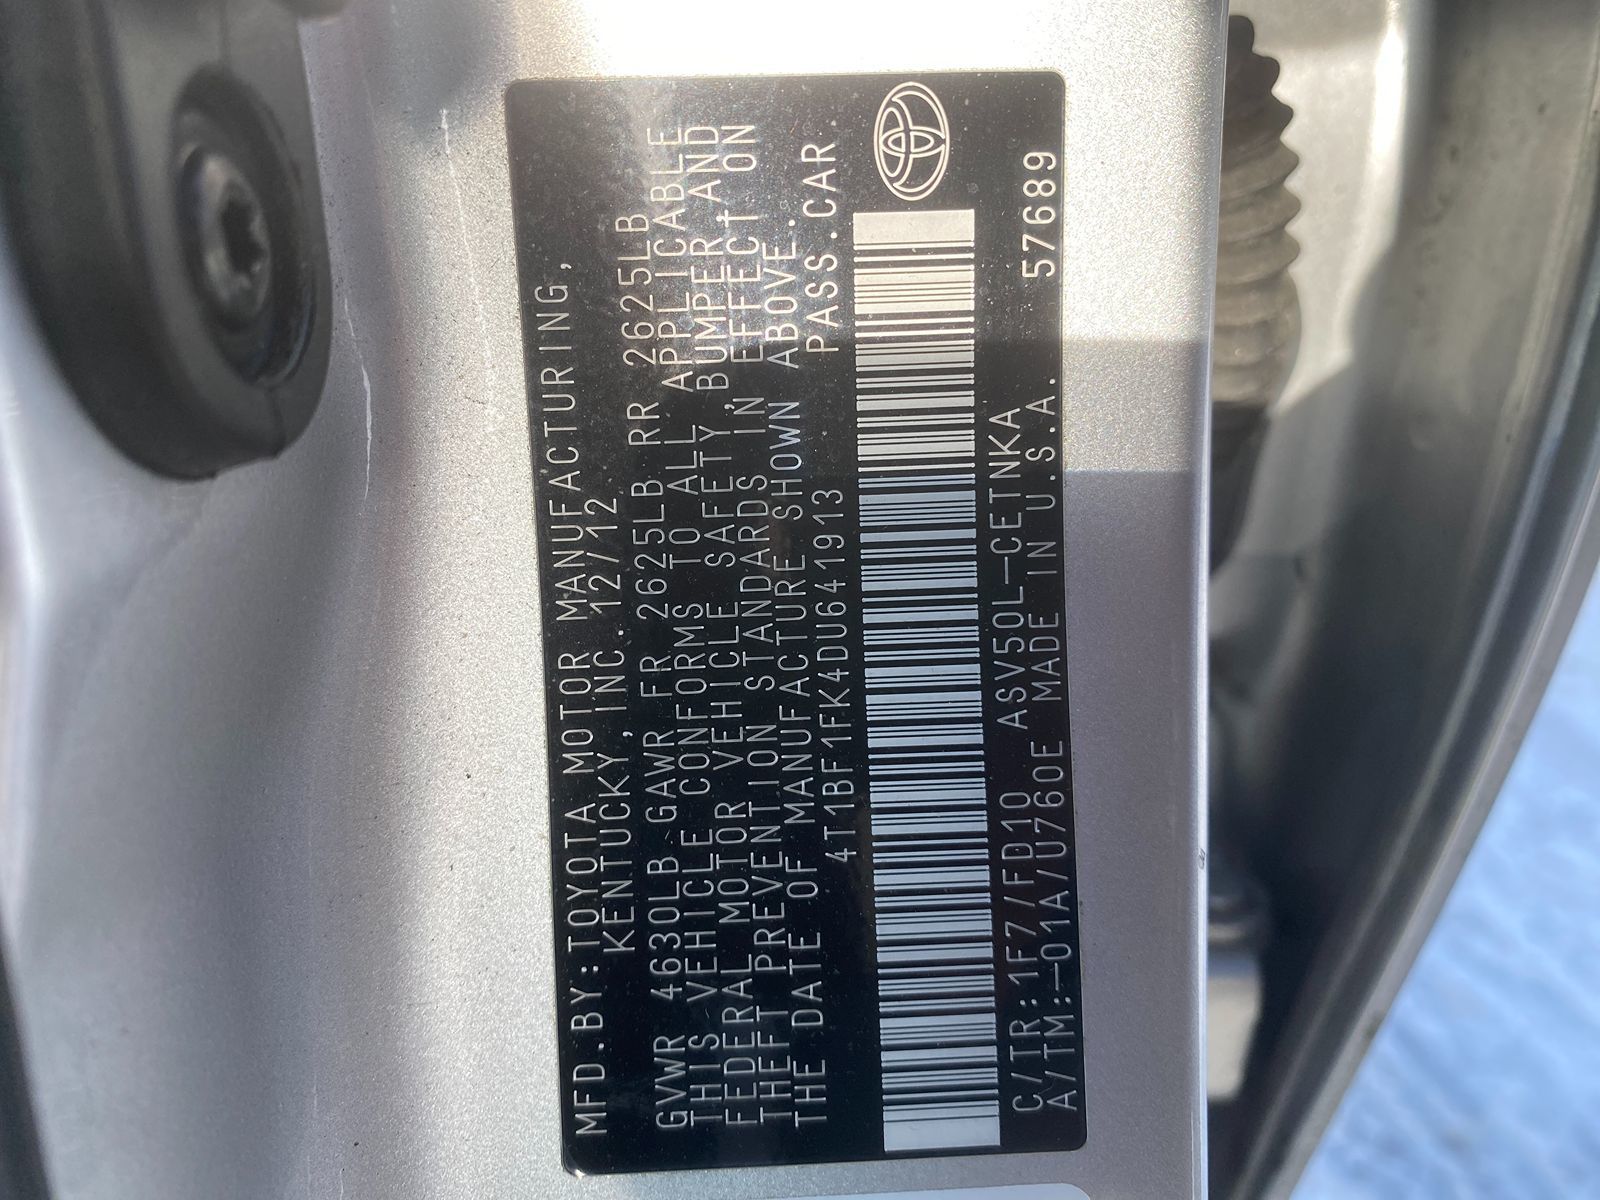 MFD.BY:TOYOTA MOTOR MANUFACTURING,
KENTUCKY,INC. 12/12
GVWR 4630LB GAWR FR 2625LB RR 2625LB
THIS VEHICLE CONFORMS TO ALL APPLICABLE
FEDERAL MOTOR VEHICLE SAFETY, BUMPER, AND
THEFT PREVENTION STANDARDS IN EFFECT ON
THE DATE OF MANUFACTURE SHOWN ABOVE.
4T1BF1FK4DU641913 PASS.CAR
C/TR:1F7/FD10 ASV50L-CETNKA 57689
A/TM:-01A/U760E MADE IN U.S.A.